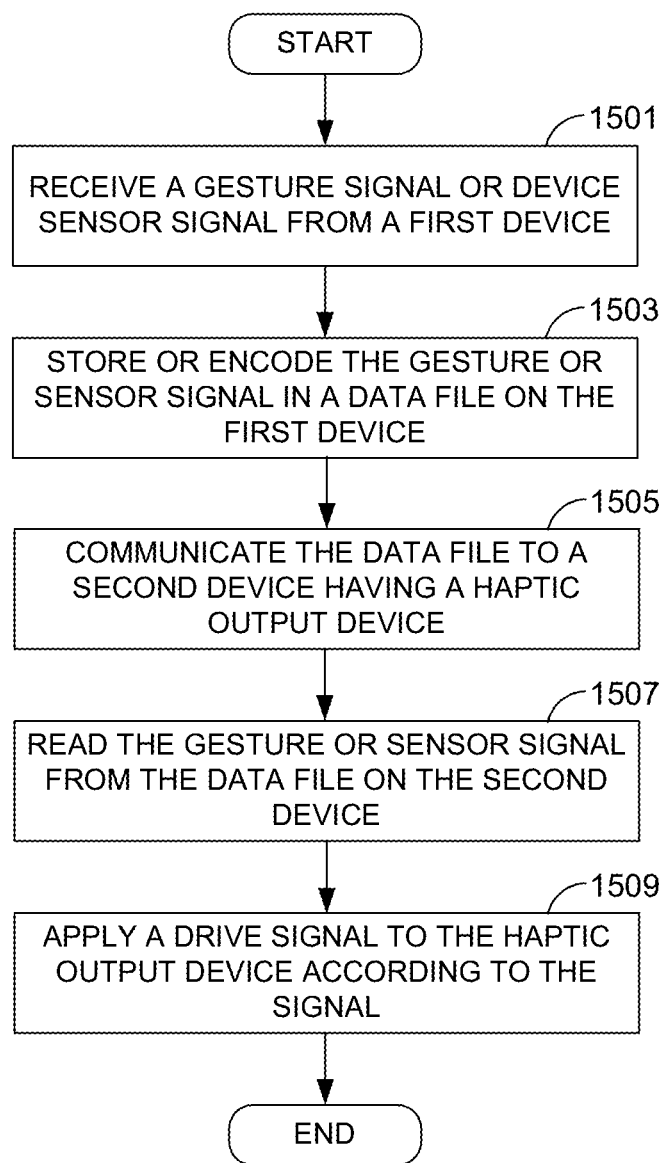 START
1501
RECEIVE A GESTURE SIGNAL OR DEVICE
SENSOR SIGNAL FROM A FIRST DEVICE
1503
STORE OR ENCODE THE GESTURE OR
SENSOR SIGNAL IN A DATA FILE ON THE
FIRST DEVICE
1505
COMMUNICATE THE DATA FILE TO A
SECOND DEVICE HAVING A HAPTIC
OUTPUT DEVICE
1507
READ THE GESTURE OR SENSOR SIGNAL
FROM THE DATA FILE ON THE SECOND
DEVICE
1509
APPLY A DRIVE SIGNAL TO THE HAPTIC
OUTPUT DEVICE ACCORDING TO THE
SIGNAL
END